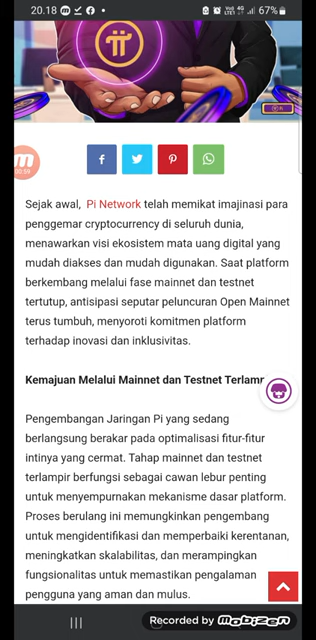 20.18
67%
00:59
Sejak awal, Pi Network telah memikat imajinasi para
penggemar cryptocurrency di seluruh dunia,
menawarkan visi ekosistem mata uang digital yang
mudah diakses dan mudah digunakan. Saat platform
berkembang melalui fase mainnet dan testnet
tertutup, antisipasi seputar peluncuran Open Mainnet
terus tumbuh, menyoroti komitmen platform
terhadap inovasi dan inklusivitas.
Kemajuan Melalui Mainnet dan Testnet Terlamp
Pengembangan Jaringan Pi yang sedang
berlangsung berakar pada optimalisasi fitur-fitur
intinya yang cermat. Tahap mainnet dan testnet
terlampir berfungsi sebagai cawan lebur penting
untuk menyempurnakan mekanisme dasar platform.
Proses berulang ini memungkinkan pengembang
untuk mengidentifikasi dan memperbaiki kerentanan,
meningkatkan skalabilitas, dan merampingkan
fungsionalitas untuk memastikan pengalaman
pengguna yang aman dan mulus.
Recorded by Mobizen